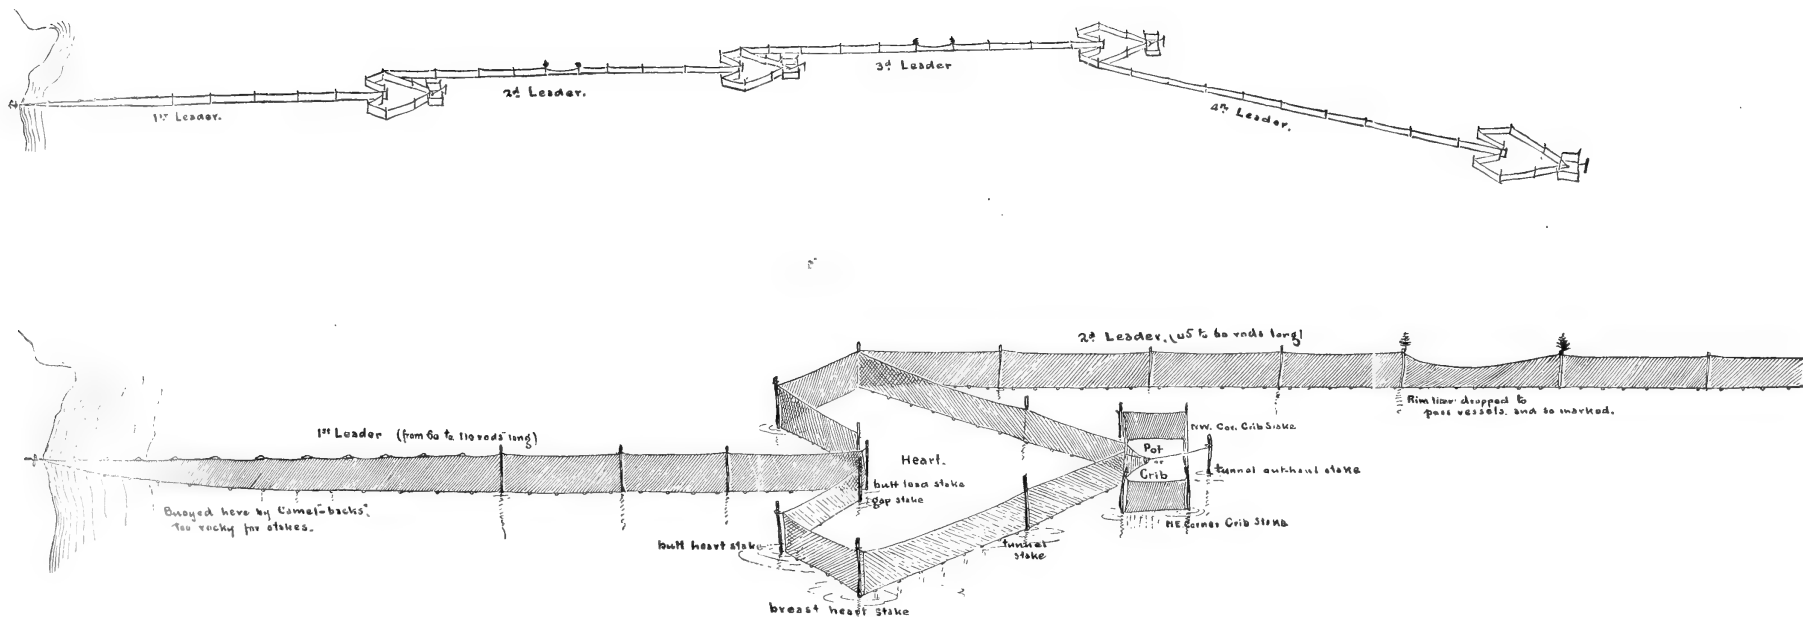 1st Leader.
2d Leader.
3d Leader
4th Leader.
2d Leader. (45 to 60 rods long)
1st Leader (from 60 to 110 rods long)
Rim line dropped to
pass vessels. and so marked.
N.W. Cor. Crib Stake
Pot
or
Crib
Heart.
tunnel outhaul stake
butt lead stake
gap stake
Buoyed here by "Camel-backs".
Too rocky for stakes.
N.E. Corner Crib Stake
butt heart stake
tunnel
stake
breast heart stake